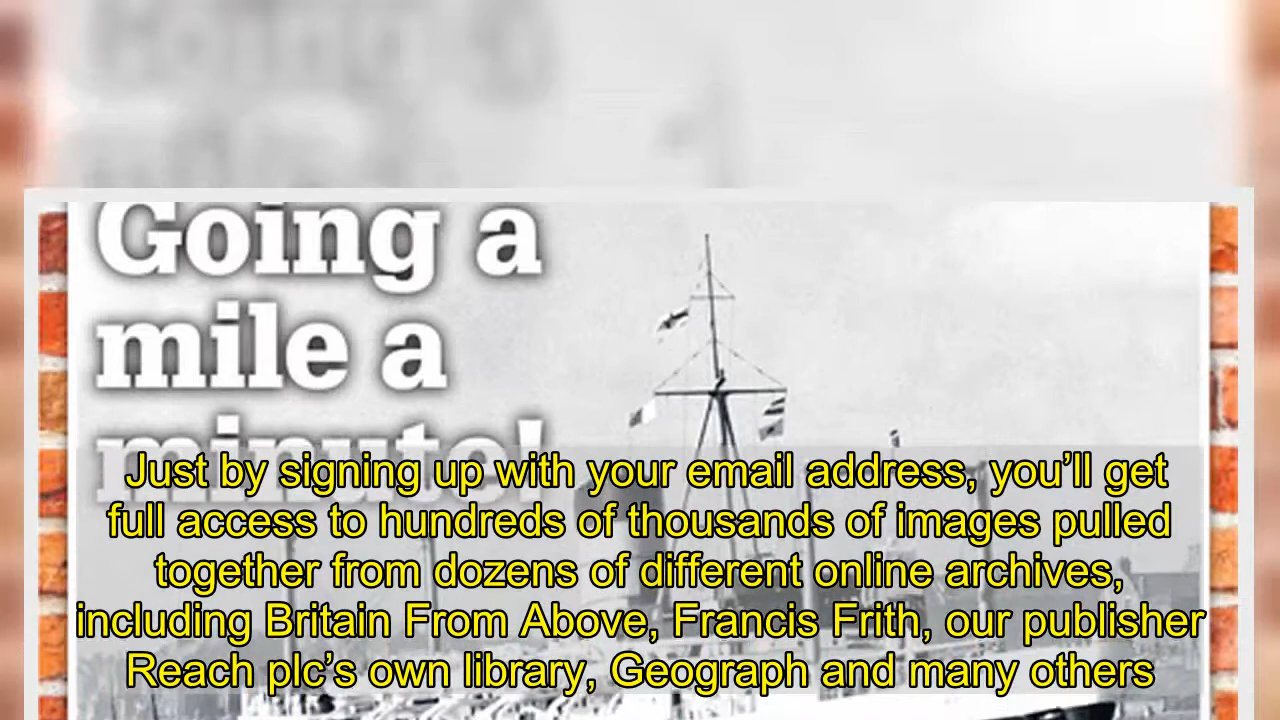 Going a
mile a
minute!
Just by signing up with your email address, you’ll get
full access to hundreds of thousands of images pulled
together from dozens of different online archives,
including Britain From Above, Francis Frith, our publisher
Reach plc’s own library, Geograph and many others